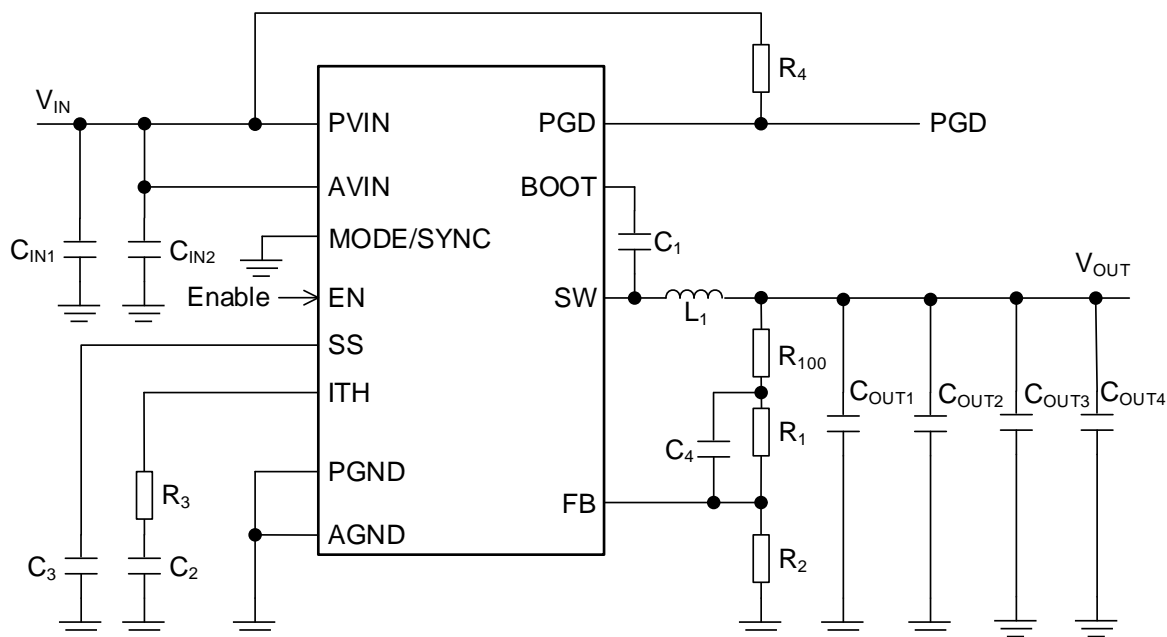 R4
VIN
PVIN
PGD
PGD
AVIN
BOOT
CIN1
CIN2
MODE/SYNC
C1
VOUT
Enable
EN
SW
L1
SS
R100
ITH
COUT1
COUT2
COUT3
COUT4
R1
C4
R3
PGND
FB
AGND
C3
C2
R2